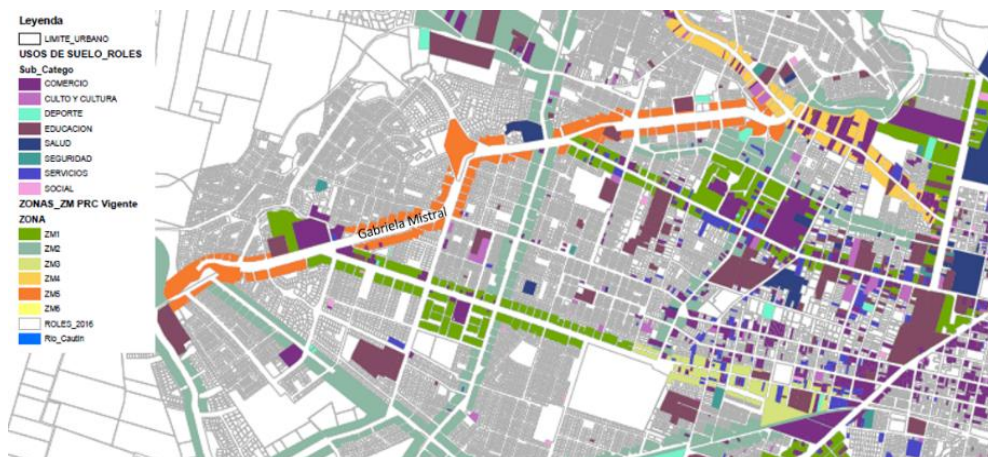 Leyenda
LIMITE_URBANO
USOS DE SUELO_ROLES
Sub_Catego
COMERCIO
CULTO Y CULTURA
DEPORTE
EDUCACION
SALUD
SEGURIDAD
SERVICIOS
SOCIAL
ZONAS_ZM PRC Vigente
ZONA
ZM1
ZM2
ZM3
ZM4
ZM5
ZM6
ROLES_2016
Rio_Cautin
Gabriela Mistral